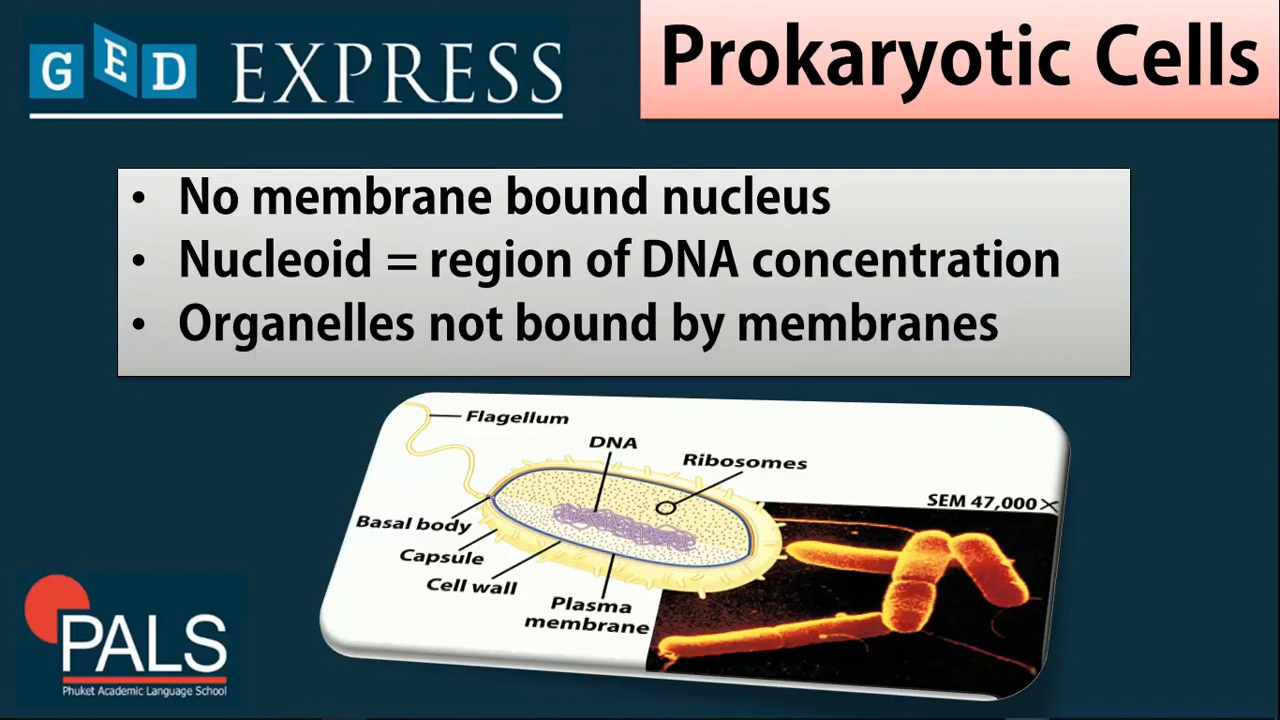 GED EXPRESS
Prokaryotic Cells
• No membrane bound nucleus
• Nucleoid = region of DNA concentration
• Organelles not bound by membranes
Flagellum
DNA
Ribosomes
SEM 47,000X
Basal body
Capsule
Cell wall
Plasma
membrane
PALS
Phuket Academic Language School